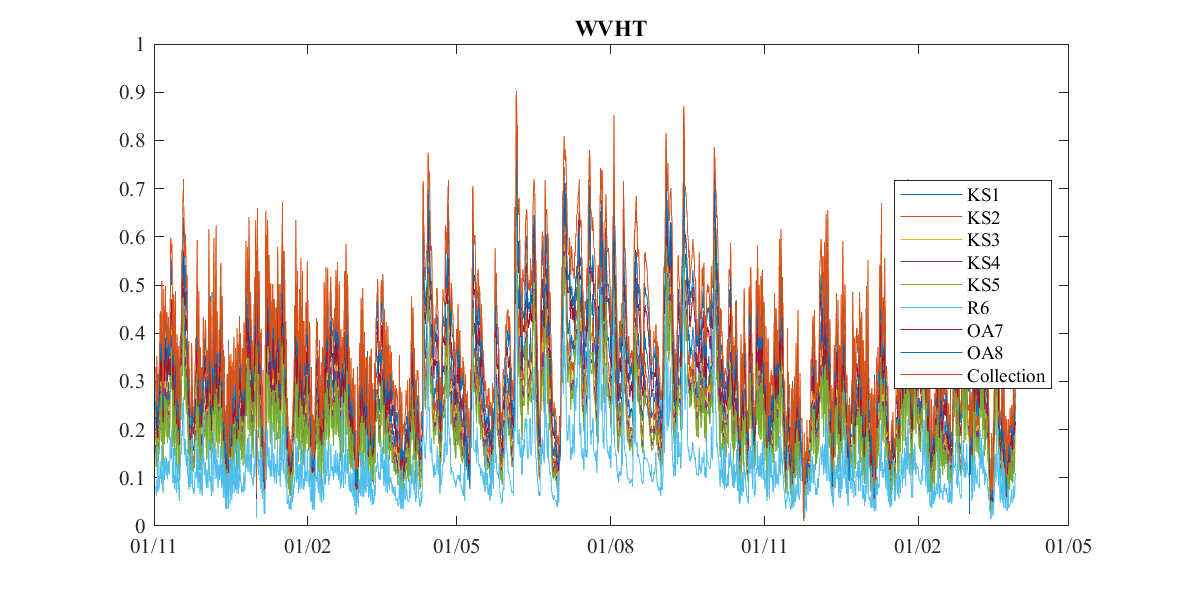 WVHT
1
0.9
0.8
0.7
0.6
0.5
0.4
0.3
0.2
0.1
0
KS1
KS2
KS3
KS4
KS5
R6
OA7
OA8
Collection
01/11 01/02 01/05 01/08 01/11 01/02 01/05